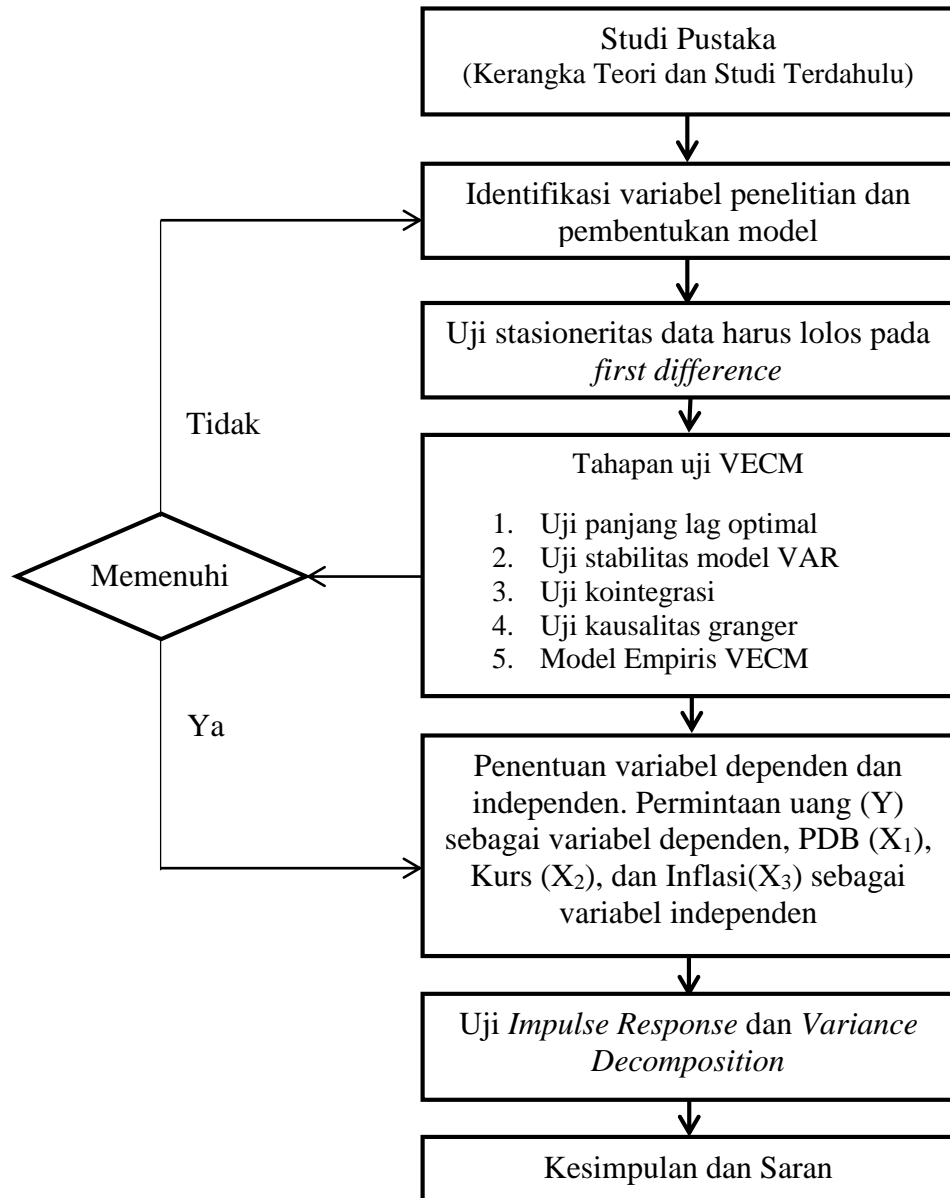 Studi Pustaka
(Kerangka Teori dan Studi Terdahulu)
Identifikasi variabel penelitian dan
pembentukan model
Uji stasioneritas data harus lolos pada
first difference
Tidak
Tahapan uji VECM
1. Uji panjang lag optimal
2. Uji stabilitas model VAR
3. Uji kointegrasi
4. Uji kausalitas granger
5. Model Empiris VECM
Memenuhi
Ya
Penentuan variabel dependen dan
independen. Permintaan uang (Y)
sebagai variabel dependen, PDB (X₁),
Kurs (X₂), dan Inflasi(X₃) sebagai
variabel independen
Uji Impulse Response dan Variance
Decomposition
Kesimpulan dan Saran